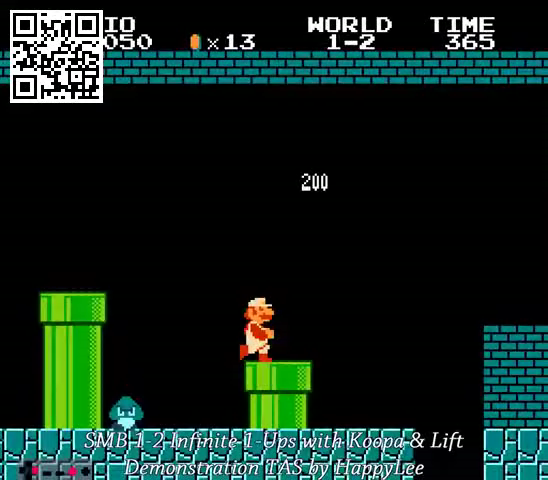 IO WORLD TIME
050 ×13 1-2 365
200
SMB 1-2 Infinite 1-Ups with Koopa & Lift
Demonstration TAS by HappyLee